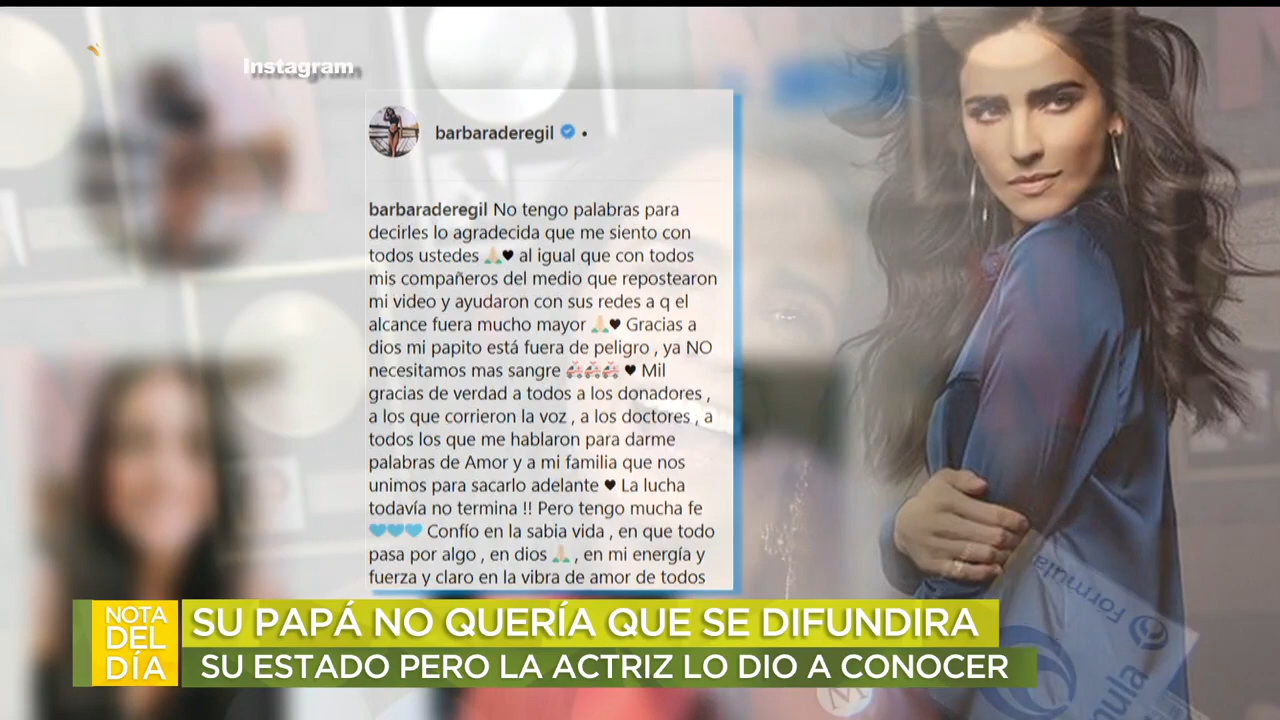 Instagram
barbaraderegil •
barbaraderegil No tengo palabras para
decirles lo agradecida que me siento con
todos ustedes 🙏🏻♥ al igual que con todos
mis compañeros del medio que repostearon
mi video y ayudaron con sus redes a q el
alcance fuera mucho mayor 🙏🏻♥ Gracias a
dios mi papito está fuera de peligro , ya NO
necesitamos mas sangre 🚑🚑🚑 ♥ Mil
gracias de verdad a todos a los donadores ,
a los que corrieron la voz , a los doctores , a
todos los que me hablaron para darme
palabras de Amor y a mi familia que nos
unimos para sacarlo adelante ♥ La lucha
todavía no termina !! Pero tengo mucha fe
💙💙💙 Confío en la sabia vida , en que todo
pasa por algo , en dios 🙏🏻 , en mi energía y
fuerza y claro en la vibra de amor de todos
NOTA
DEL
DÍA
SU PAPÁ NO QUERÍA QUE SE DIFUNDIRA
SU ESTADO PERO LA ACTRIZ LO DIO A CONOCER
Formula
mula